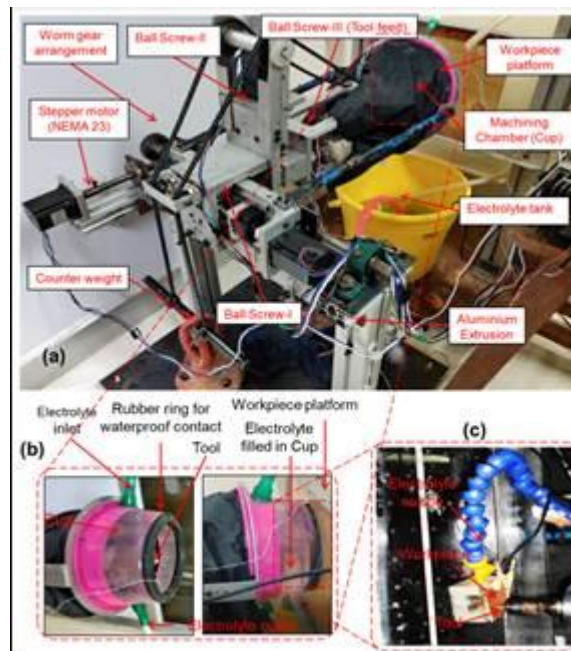 Worm gear
arrangement
Ball Screw-II
Ball Screw-III (Tool feed)
Workpiece
platform
Stepper motor
(NEMA 23)
Machining
Chamber (Cup)
Electrolyte tank
Counter weight
Ball Screw-I
Aluminium
Extrusion
(a)
Electrolyte
inlet
Rubber ring for
waterproof contact
Tool
Workpiece platform
Electrolyte
filled in Cup
(b)
(c)
Electrolyte
Tool